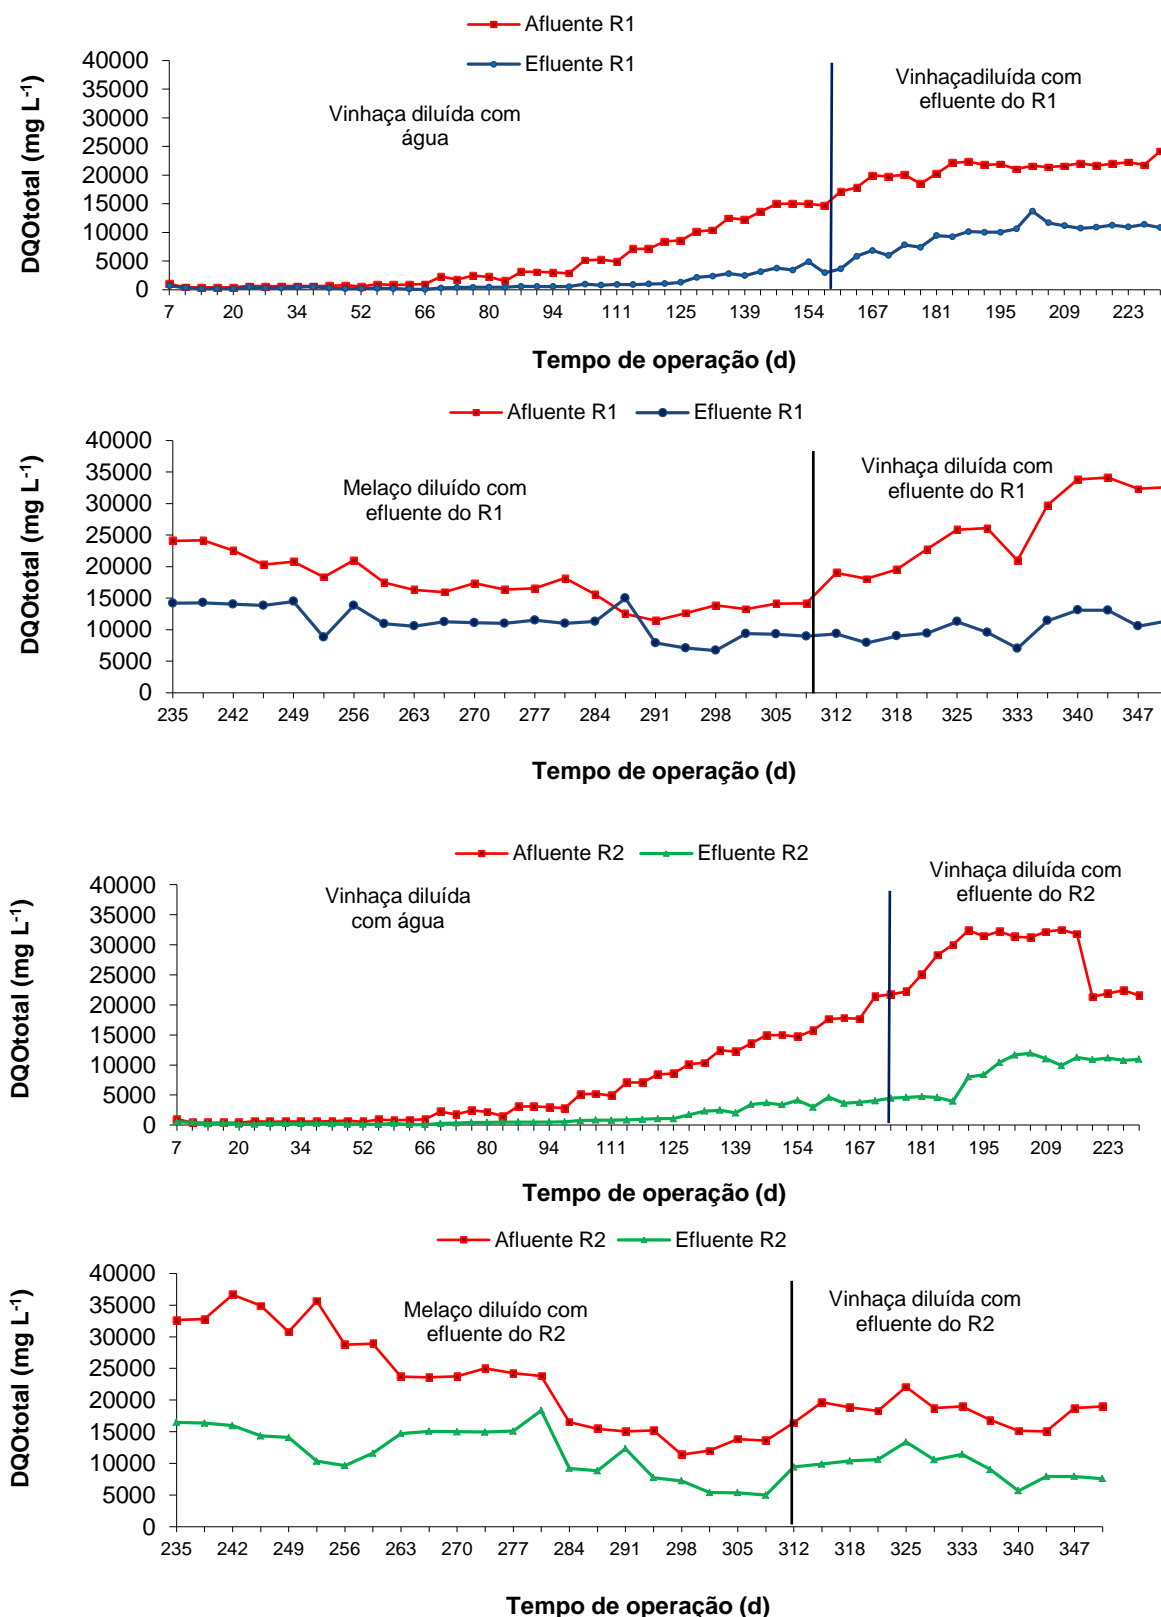 Afluente R1
Efluente R1
DQOtotal (mg L-1)
40000
35000
30000
25000
20000
15000
10000
5000
0
Vinhaça diluída com
água
Vinhaçadiluída com
efluente do R1
7 20 34 52 66 80 94 111 125 139 154 167 181 195 209 223
Tempo de operação (d)
Afluente R1 Efluente R1
DQOtotal (mg L-1)
40000
35000
30000
25000
20000
15000
10000
5000
0
Melaço diluído com
efluente do R1
Vinhaça diluída com
efluente do R1
235 242 249 256 263 270 277 284 291 298 305 312 318 325 333 340 347
Tempo de operação (d)
Afluente R2 Efluente R2
DQOtotal (mg L-1)
40000
35000
30000
25000
20000
15000
10000
5000
0
Vinhaça diluída
com água
Vinhaça diluída com
efluente do R2
7 20 34 52 66 80 94 111 125 139 154 167 181 195 209 223
Tempo de operação (d)
Afluente R2 Efluente R2
DQOtotal (mg L-1)
40000
35000
30000
25000
20000
15000
10000
5000
0
Melaço diluído com
efluente do R2
Vinhaça diluída com
efluente do R2
235 242 249 256 263 270 277 284 291 298 305 312 318 325 333 340 347
Tempo de operação (d)